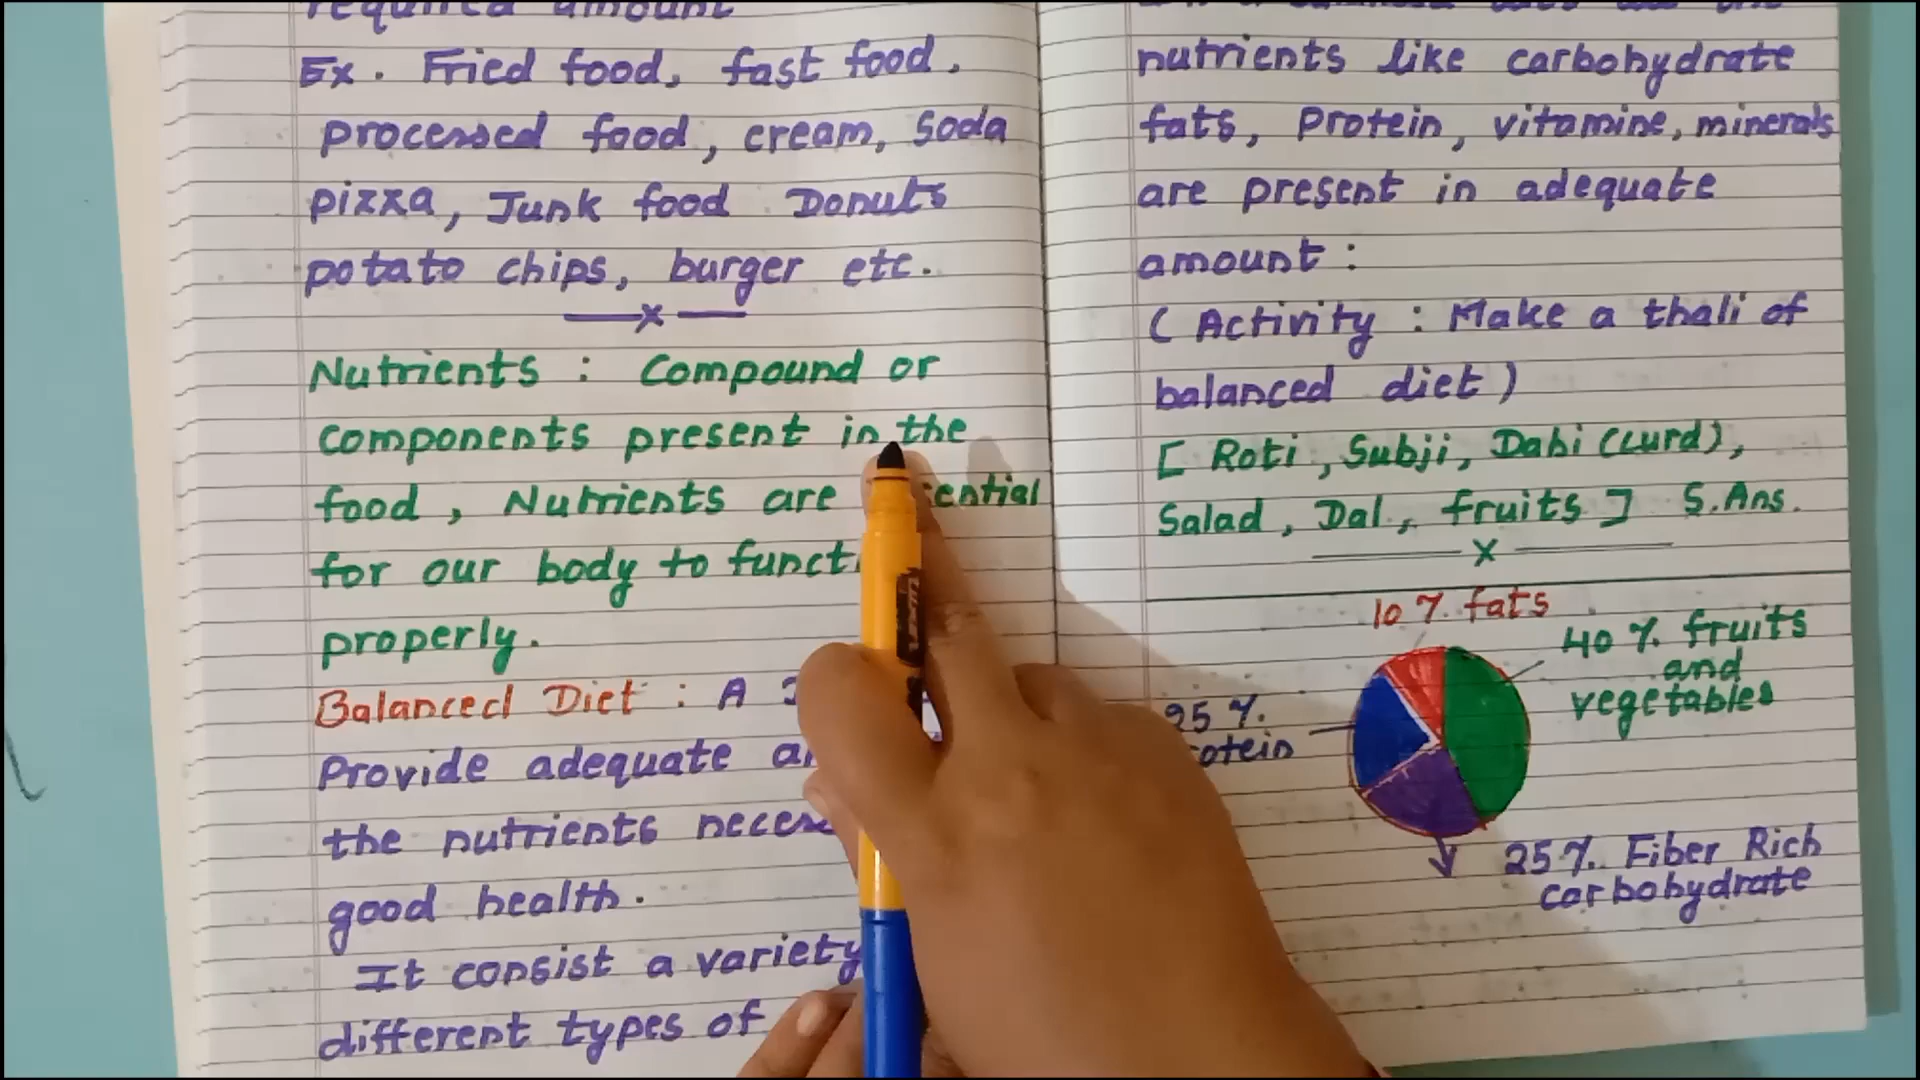 required amount
Ex. Fried food, fast food,
processed food, cream, soda
pizza, Junk food Donuts
potato chips, burger etc.
x
Nutrients : Compound or
components present in the
food, Nutrients are
for our body to
properly.
Balanced Diet : A
Provide adequate
the nutrients
good health.
It consist a variety
different types of
nutrients like carbohydrate
fats, Protein, vitamine, minerals
are present in adequate
amount :
( Activity : Make a thali of
balanced diet )
[ Roti, Subji, Dahi (Curd),
Salad, Dal, fruits ] S.Ans.
x
10 % fats
40 % fruits
and
vegetables
25 %
25 %. Fiber Rich
carbohydrate